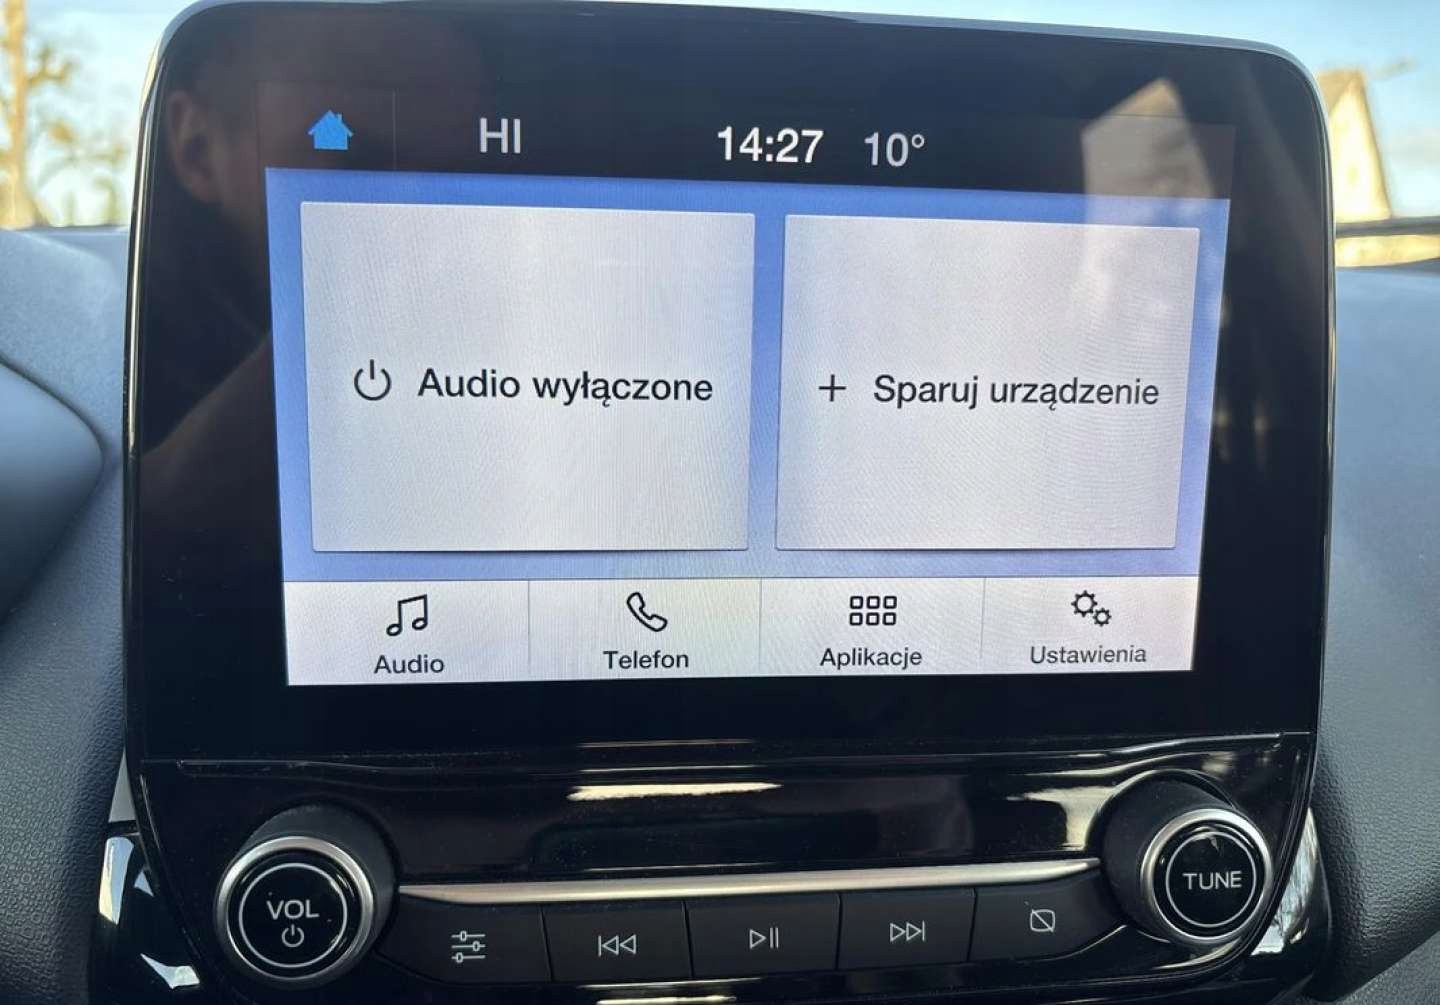 HI 14:27 10°
Audio wyłączone
+ Sparuj urządzenie
Audio Telefon Aplikacje Ustawienia
VOL
TUNE